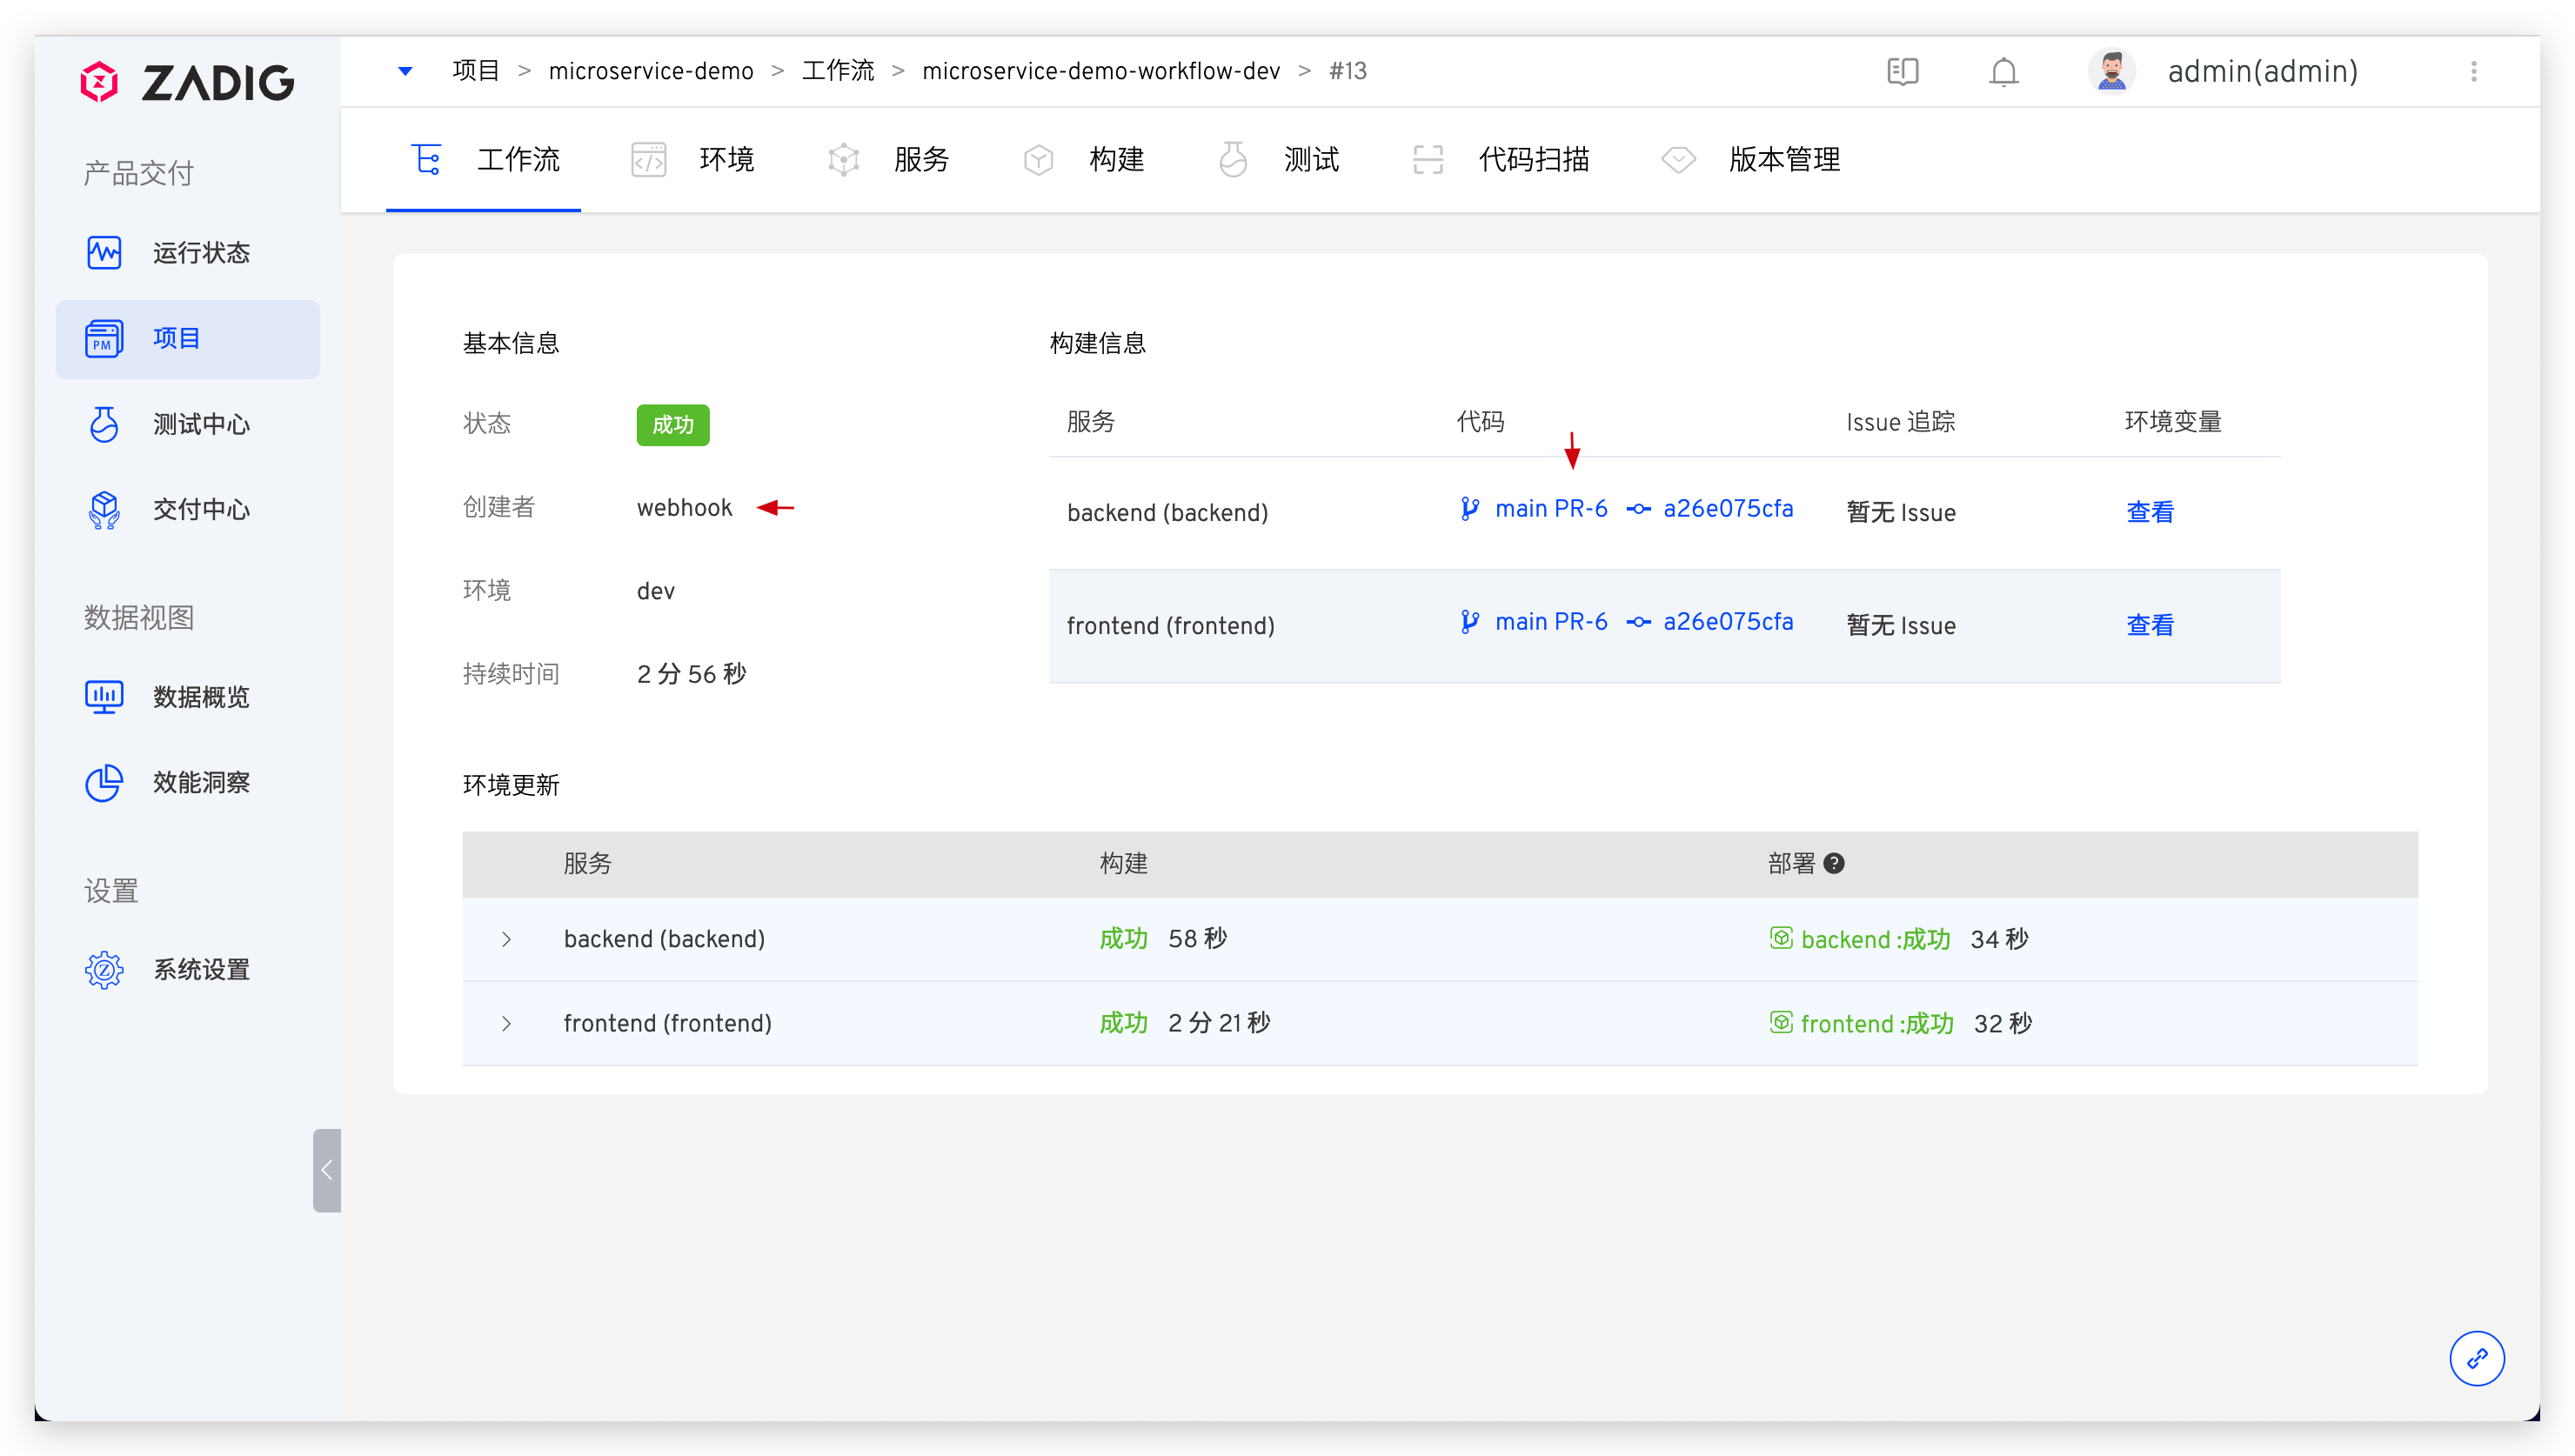 ZADIG
项目 > microservice-demo > 工作流 > microservice-demo-workflow-dev > #13
admin(admin)
工作流 环境 服务 构建 测试 代码扫描 版本管理
产品交付
运行状态
PM
项目
测试中心
交付中心
数据视图
数据概览
效能洞察
设置
系统设置
基本信息
状态 成功
创建者 webhook
环境 dev
持续时间 2 分 56 秒
构建信息
服务 代码 Issue 追踪 环境变量
backend (backend) main PR-6 a26e075cfa 暂无 Issue 查看
frontend (frontend) main PR-6 a26e075cfa 暂无 Issue 查看
环境更新
服务 构建 部署 ?
backend (backend) 成功 58 秒 backend :成功 34 秒
frontend (frontend) 成功 2 分 21 秒 frontend :成功 32 秒